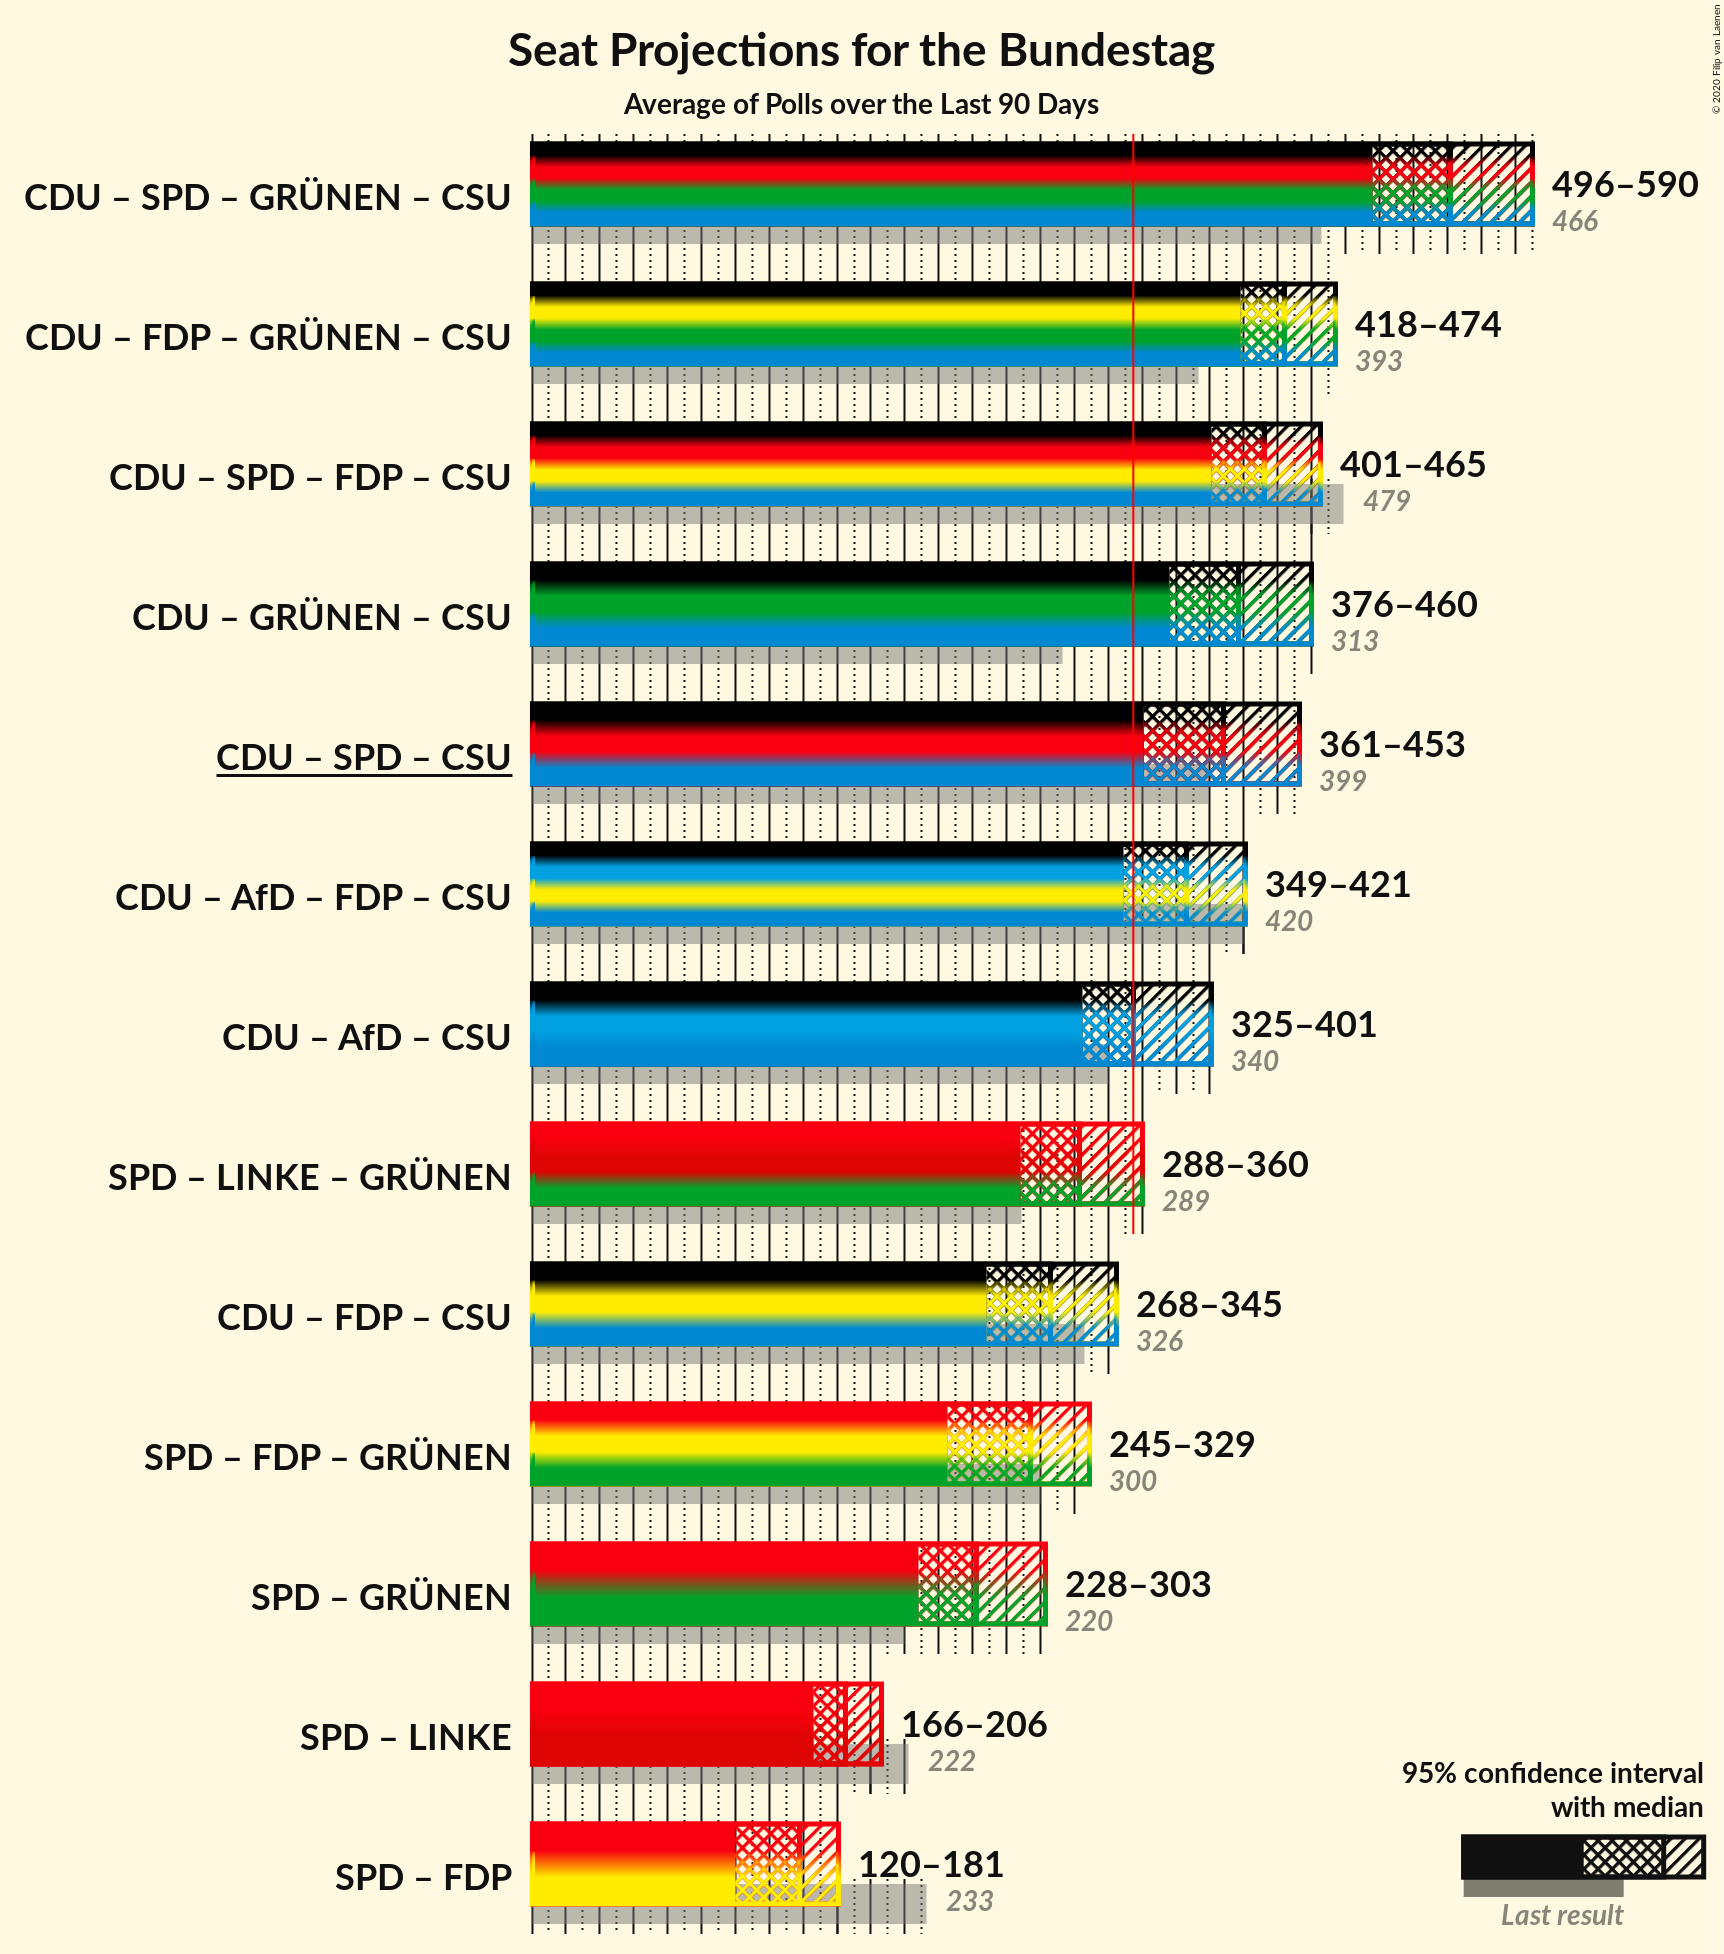 Seat Projections for the Bundestag
Average of Polls over the Last 90 Days
© 2020 Filip van Laenen
CDU – SPD – GRÜNEN – CSU
496–590
466
CDU – FDP – GRÜNEN – CSU
418–474
393
CDU – SPD – FDP – CSU
401–465
479
CDU – GRÜNEN – CSU
376–460
313
CDU – SPD – CSU
361–453
399
CDU – AfD – FDP – CSU
349–421
420
CDU – AfD – CSU
325–401
340
SPD – LINKE – GRÜNEN
288–360
289
CDU – FDP – CSU
268–345
326
SPD – FDP – GRÜNEN
245–329
300
SPD – GRÜNEN
228–303
220
SPD – LINKE
166–206
222
SPD – FDP
120–181
233
95% confidence interval
with median
Last result